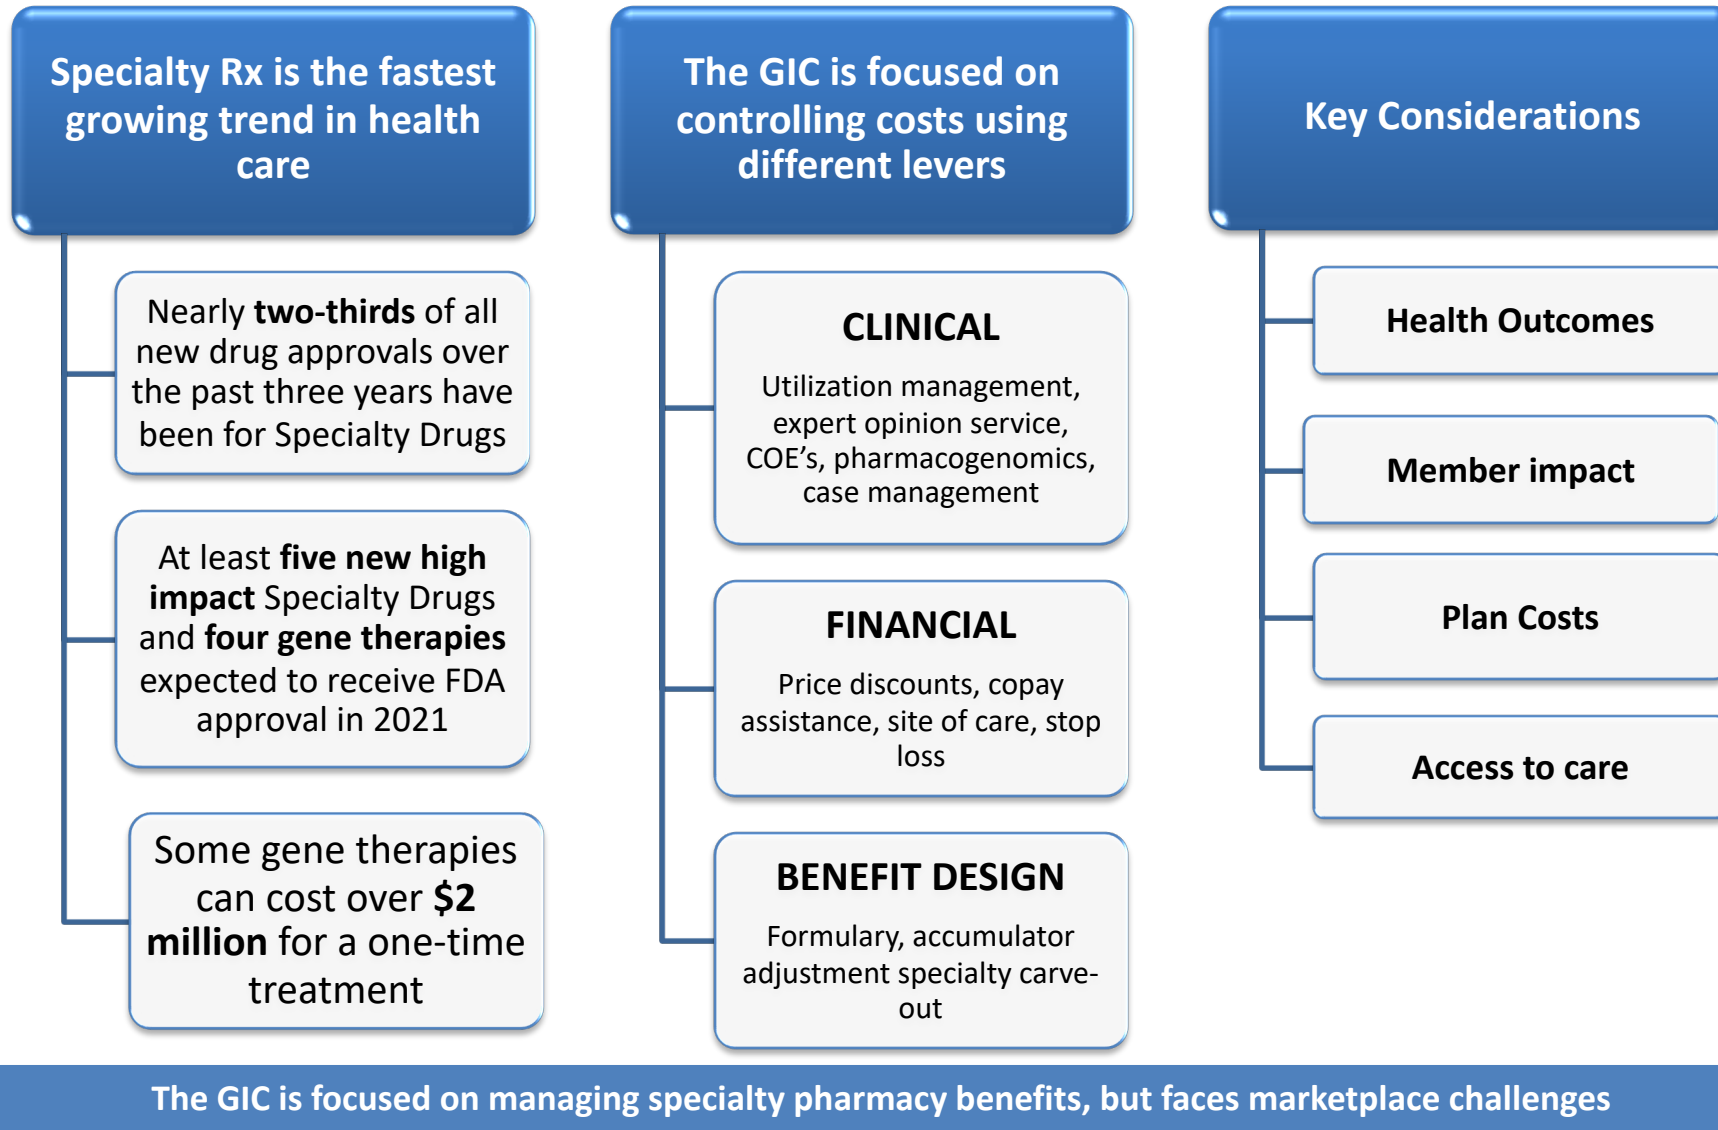 Specialty Rx is the fastest
growing trend in health
care
Nearly two-thirds of all
new drug approvals over
the past three years have
been for Specialty Drugs
At least five new high
impact Specialty Drugs
and four gene therapies
expected to receive FDA
approval in 2021
Some gene therapies
can cost over $2
million for a one-time
treatment
The GIC is focused on
controlling costs using
different levers
CLINICAL
Utilization management,
expert opinion service,
COE’s, pharmacogenomics,
case management
FINANCIAL
Price discounts, copay
assistance, site of care, stop
loss
BENEFIT DESIGN
Formulary, accumulator
adjustment specialty carve-
out
Key Considerations
Health Outcomes
Member impact
Plan Costs
Access to care
The GIC is focused on managing specialty pharmacy benefits, but faces marketplace challenges